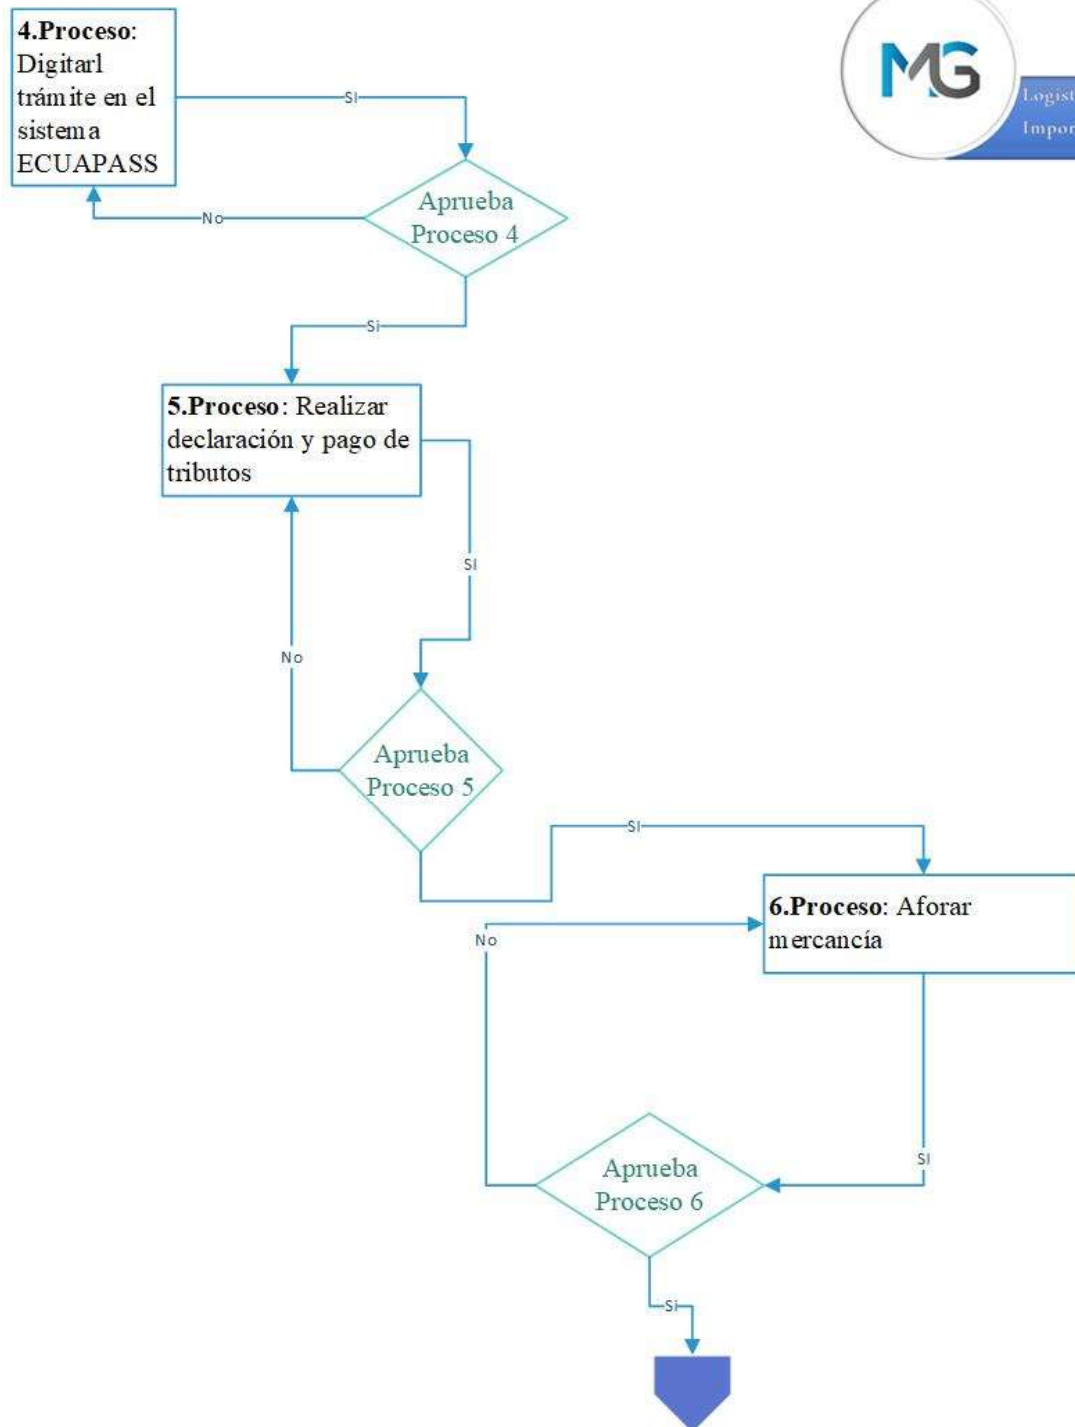 4.Proceso:
Digitarl
trámite en el
sistema
ECUAPASS
SI
MG
Logist
Impor
Aprueba
Proceso 4
No
Si
5.Proceso: Realizar
declaración y pago de
tributos
SI
No
Aprueba
Proceso 5
SI
6.Proceso: Aforar
mercancía
No
SI
Aprueba
Proceso 6
Si